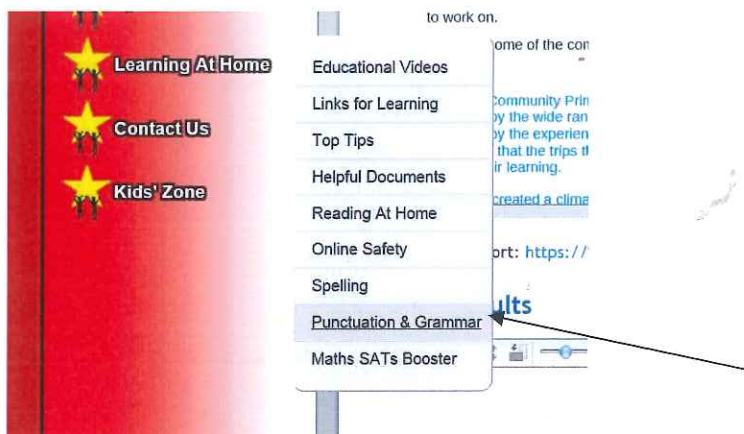 to work on.
ome of the con
Learning At Home
Contact Us
Kids' Zone
Educational Videos
Links for Learning
Top Tips
Helpful Documents
Reading At Home
Online Safety
Spelling
Punctuation & Grammar
Maths SATs Booster
Community Prin
by the wide ran
by the experien
that the trips th
ir learning.
created a clima
ort: https://
ults